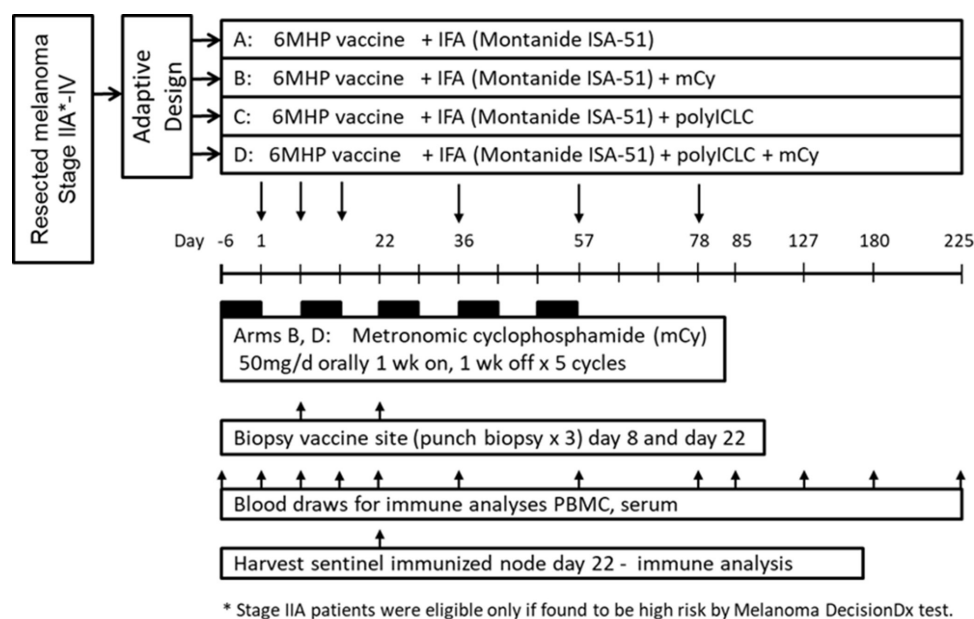 Resected melanoma
Stage IIA*-IV
Adaptive
Design
A: 6MHP vaccine + IFA (Montanide ISA-51)
B: 6MHP vaccine + IFA (Montanide ISA-51) + mCy
C: 6MHP vaccine + IFA (Montanide ISA-51) + polyICLC
D: 6MHP vaccine + IFA (Montanide ISA-51) + polyICLC + mCy
Day -6 1 22 36 57 78 85 127 180 225
Arms B, D: Metronomic cyclophosphamide (mCy)
50mg/d orally 1 wk on, 1 wk off x 5 cycles
Biopsy vaccine site (punch biopsy x 3) day 8 and day 22
Blood draws for immune analyses PBMC, serum
Harvest sentinel immunized node day 22 - immune analysis
* Stage IIA patients were eligible only if found to be high risk by Melanoma DecisionDx test.